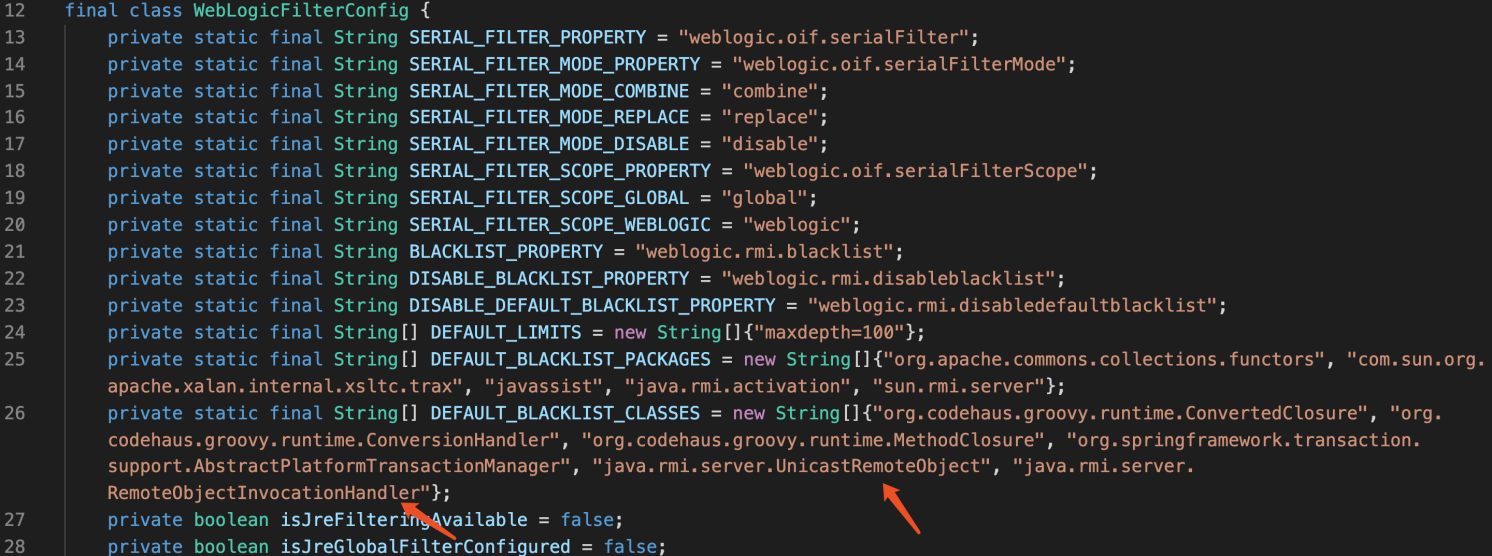 12 final class WebLogicFilterConfig {
13 private static final String SERIAL_FILTER_PROPERTY = "weblogic.oif.serialFilter";
14 private static final String SERIAL_FILTER_MODE_PROPERTY = "weblogic.oif.serialFilterMode";
15 private static final String SERIAL_FILTER_MODE_COMBINE = "combine";
16 private static final String SERIAL_FILTER_MODE_REPLACE = "replace";
17 private static final String SERIAL_FILTER_MODE_DISABLE = "disable";
18 private static final String SERIAL_FILTER_SCOPE_PROPERTY = "weblogic.oif.serialFilterScope";
19 private static final String SERIAL_FILTER_SCOPE_GLOBAL = "global";
20 private static final String SERIAL_FILTER_SCOPE_WEBLOGIC = "weblogic";
21 private static final String BLACKLIST_PROPERTY = "weblogic.rmi.blacklist";
22 private static final String DISABLE_BLACKLIST_PROPERTY = "weblogic.rmi.disableblacklist";
23 private static final String DISABLE_DEFAULT_BLACKLIST_PROPERTY = "weblogic.rmi.disabledefaultblacklist";
24 private static final String[] DEFAULT_LIMITS = new String[]{"maxdepth=100"};
25 private static final String[] DEFAULT_BLACKLIST_PACKAGES = new String[]{"org.apache.commons.collections.functors", "com.sun.org.
apache.xalan.internal.xsltc.trax", "javassist", "java.rmi.activation", "sun.rmi.server"};
26 private static final String[] DEFAULT_BLACKLIST_CLASSES = new String[]{"org.codehaus.groovy.runtime.ConvertedClosure", "org.
codehaus.groovy.runtime.ConversionHandler", "org.codehaus.groovy.runtime.MethodClosure", "org.springframework.transaction.
support.AbstractPlatformTransactionManager", "java.rmi.server.UnicastRemoteObject", "java.rmi.server.
RemoteObjectInvocationHandler"};
27 private boolean isJreFilteringAvailable = false;
28 private boolean isJreGlobalFilterConfigured = false;